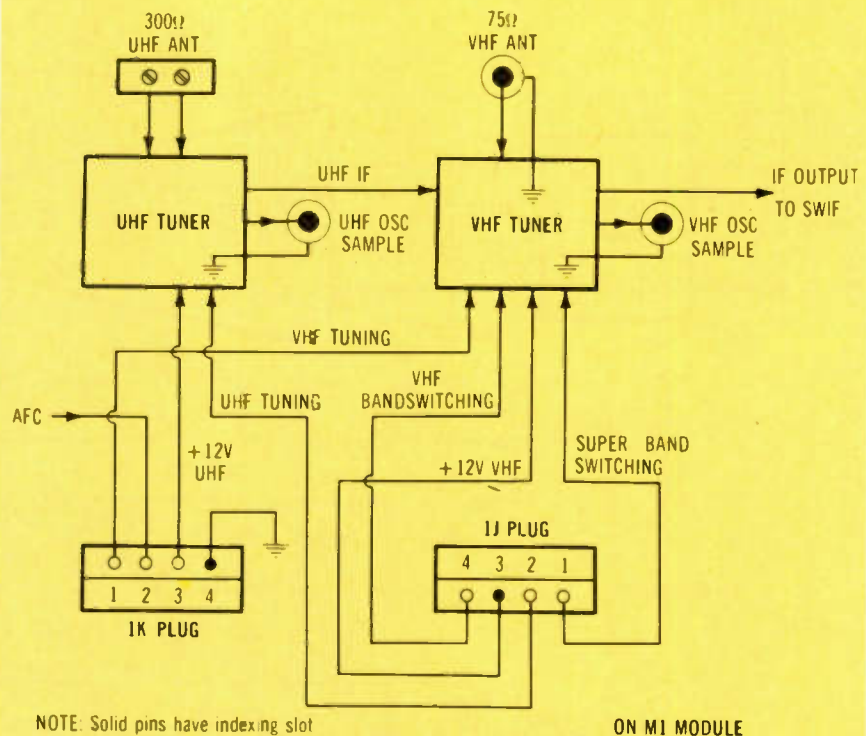 300Ω
UHF ANT
75Ω
VHF ANT
UHF TUNER
UHF IF
UHF OSC
SAMPLE
VHF TUNER
IF OUTPUT
TO SWIF
VHF OSC
SAMPLE
VHF TUNING
AFC
UHF TUNING
VHF
BANDSWITCHING
+12V
UHF
+12V VHF
SUPER BAND
SWITCHING
1 2 3 4
1K PLUG
1J PLUG
4 3 2 1
NOTE: Solid pins have indexing slot
ON M1 MODULE